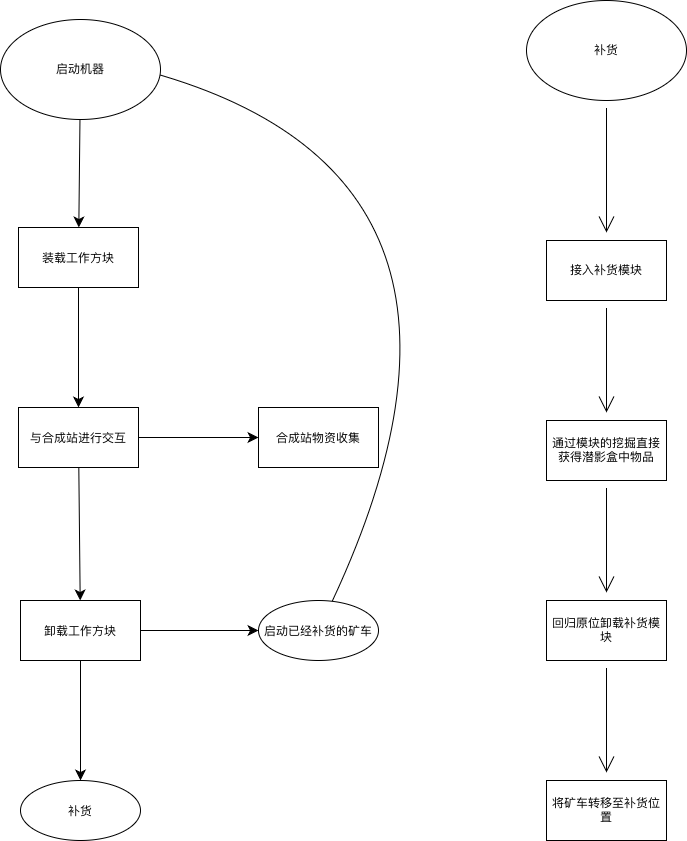 启动机器
装载工作方块
与合成站进行交互
合成站物资收集
卸载工作方块
启动已经补货的矿车
补货
补货
接入补货模块
通过模块的挖掘直接
获得潜影盒中物品
回归原位卸载补货模
块
将矿车转移至补货位
置